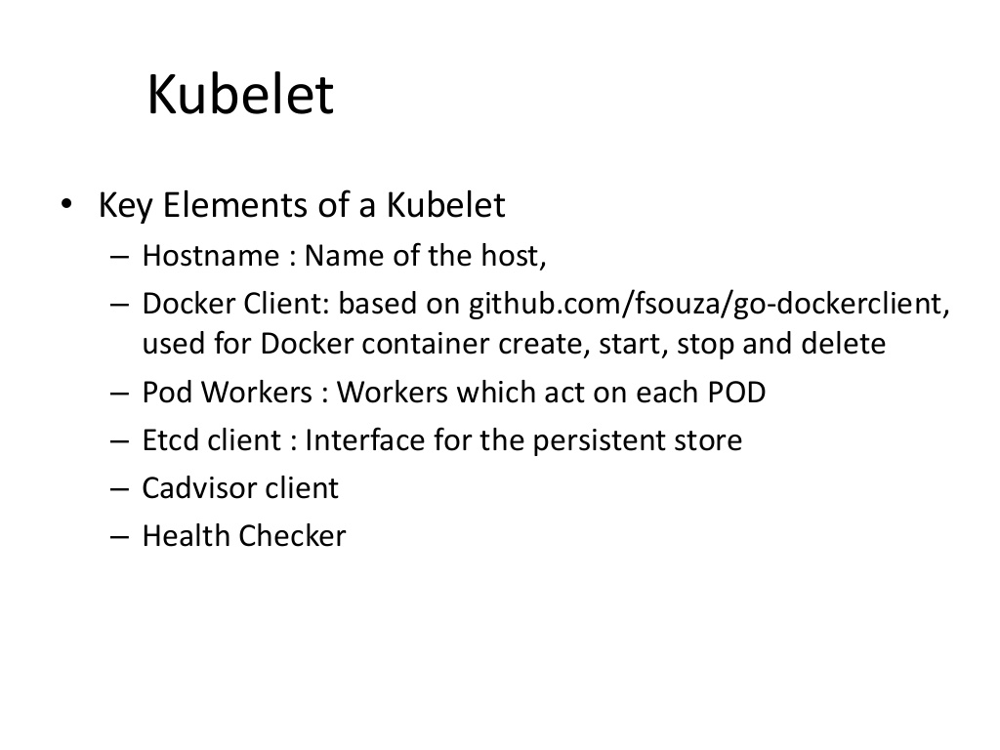 Kubelet
• Key Elements of a Kubelet
– Hostname : Name of the host,
– Docker Client: based on github.com/fsouza/go-dockerclient,
used for Docker container create, start, stop and delete
– Pod Workers : Workers which act on each POD
– Etcd client : Interface for the persistent store
– Cadvisor client
– Health Checker